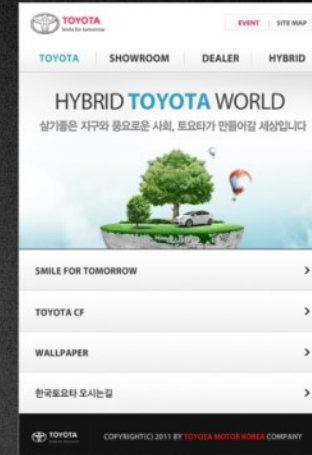 TOYOTA
Smile for tomorrow
EVENT | SITE MAP
TOYOTA | SHOWROOM | DEALER | HYBRID
HYBRID TOYOTA WORLD
살기좋은 지구와 풍요로운 사회, 토요타가 만들어갈 세상입니다
SMILE FOR TOMORROW
TOYOTA CF
WALLPAPER
한국토요타 오시는길
TOYOTA
COPYRIGHT(C) 2011 BY TOYOTA MOTOR KOREA COMPANY